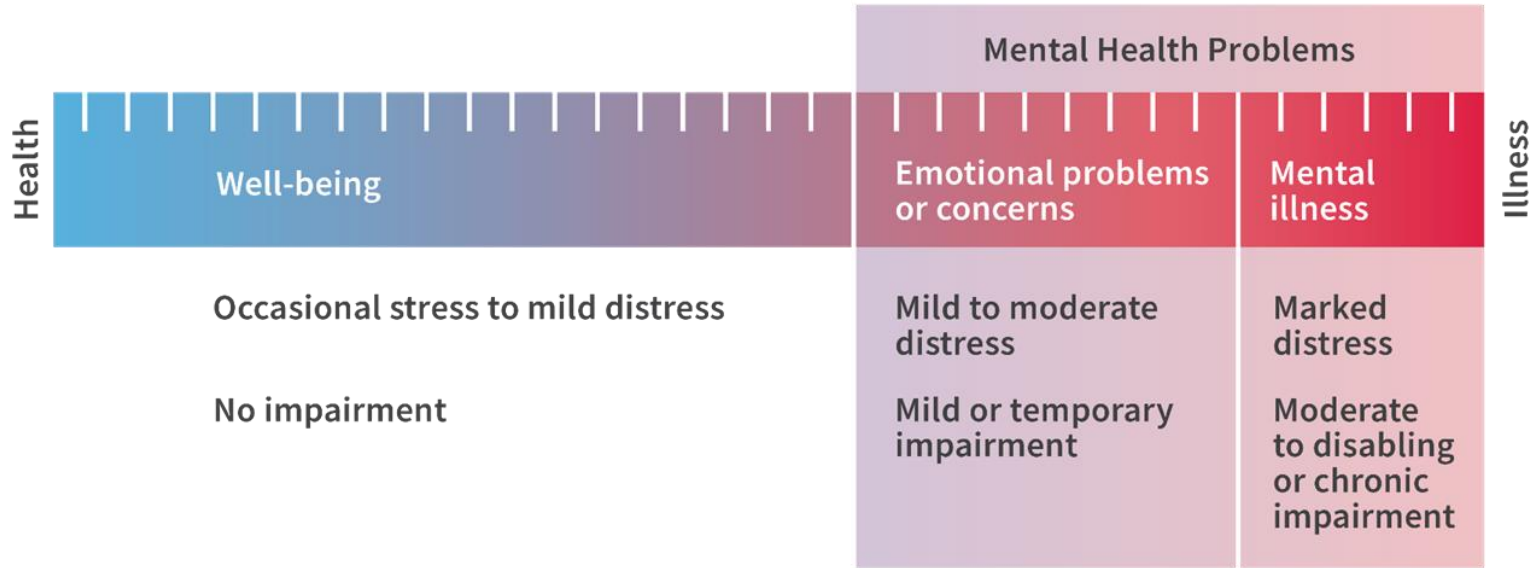 Mental Health Problems
Health
Well-being
Emotional problems
or concerns
Mental
illness
Illness
Occasional stress to mild distress
No impairment
Mild to moderate
distress
Mild or temporary
impairment
Marked
distress
Moderate
to disabling
or chronic
impairment